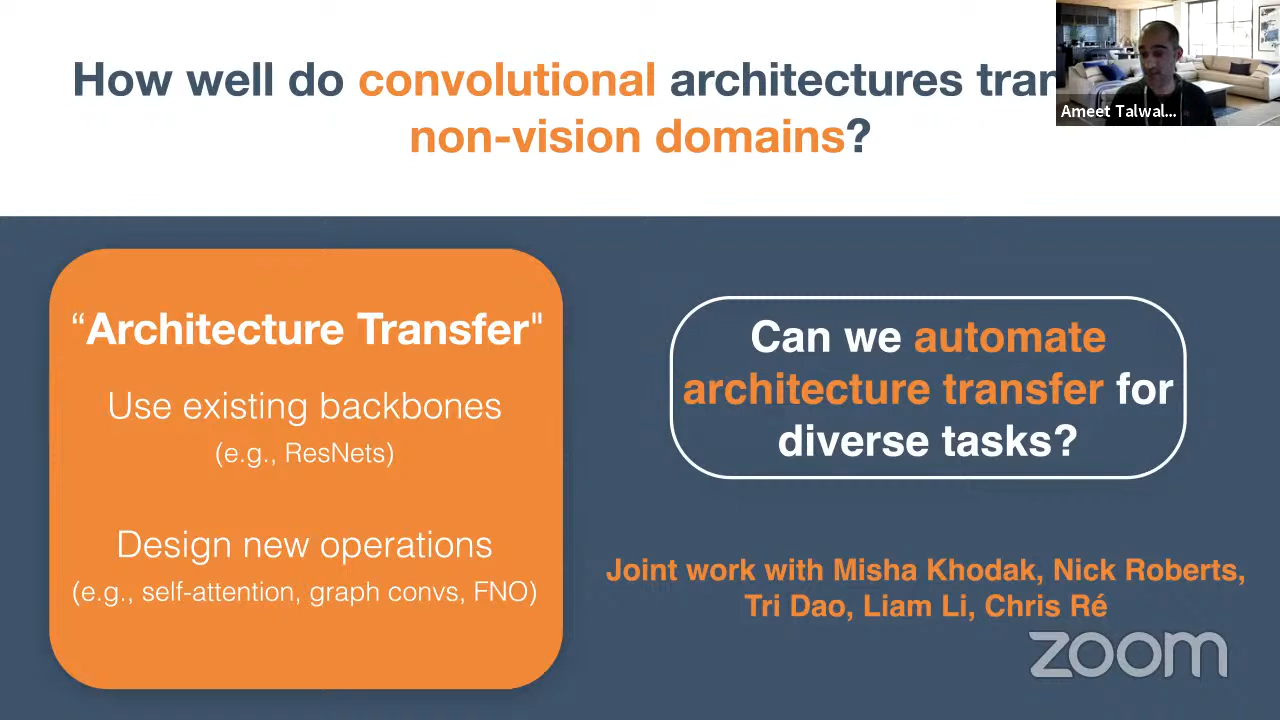 How well do convolutional architectures tran
non-vision domains?
Ameet Talwal...
“Architecture Transfer"
Use existing backbones
(e.g., ResNets)
Design new operations
(e.g., self-attention, graph convs, FNO)
Can we automate
architecture transfer for
diverse tasks?
Joint work with Misha Khodak, Nick Roberts,
Tri Dao, Liam Li, Chris Ré
zoom